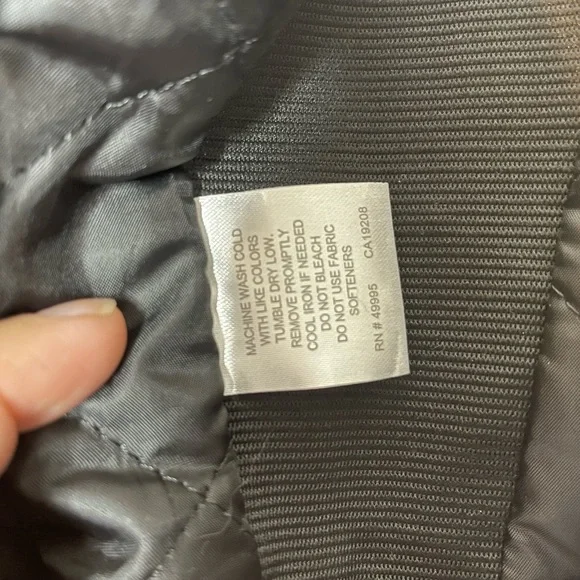 MACHINE WASH COLD
WITH LIKE COLORS
TUMBLE DRY LOW.
REMOVE PROMPTLY
COOL IRON IF NEEDED
DO NOT BLEACH
DO NOT USE FABRIC
SOFTENERS
RN # 49995 CA19208